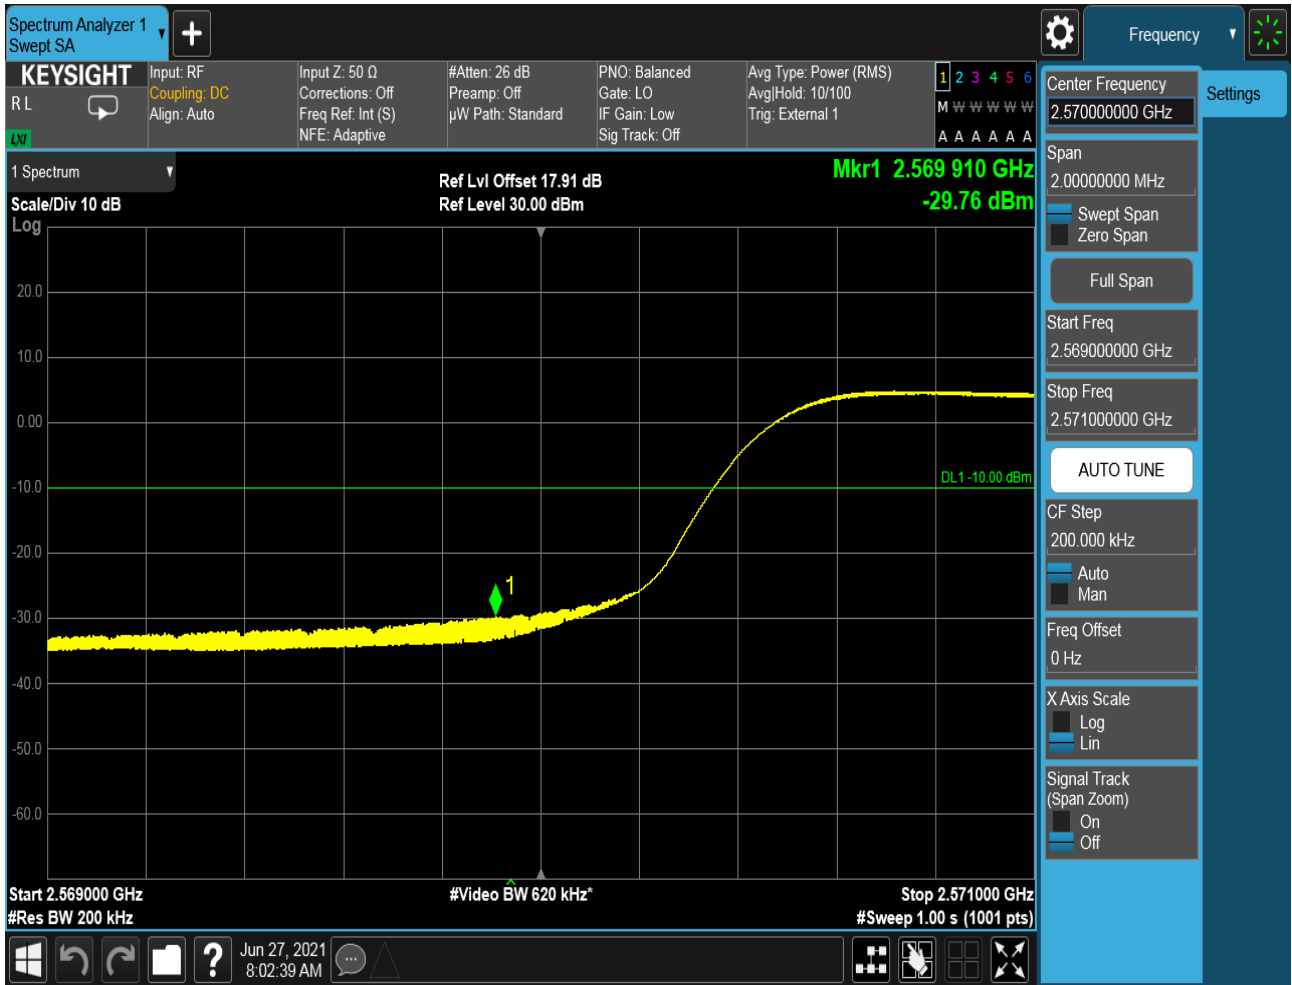 Spectrum Analyzer 1
Swept SA
Frequency
KEYSIGHT
R L
LXI
Input: RF
Coupling: DC
Align: Auto
Input Z: 50 Ω
Corrections: Off
Freq Ref: Int (S)
NFE: Adaptive
#Atten: 26 dB
Preamp: Off
µW Path: Standard
PNO: Balanced
Gate: LO
IF Gain: Low
Sig Track: Off
Avg Type: Power (RMS)
Avg|Hold: 10/100
Trig: External 1
1 2 3 4 5 6
M W W W W W
A A A A A A
1 Spectrum
Scale/Div 10 dB
Log
Ref Lvl Offset 17.91 dB
Ref Level 30.00 dBm
Mkr1 2.569 910 GHz
-29.76 dBm
20.0
10.0
0.00
-10.0
-20.0
-30.0
-40.0
-50.0
-60.0
DL1 -10.00 dBm
1
Start 2.569000 GHz
#Res BW 200 kHz
#Video BW 620 kHz*
Stop 2.571000 GHz
#Sweep 1.00 s (1001 pts)
Jun 27, 2021
8:02:39 AM
Center Frequency
2.570000000 GHz
Settings
Span
2.00000000 MHz
Swept Span
Zero Span
Full Span
Start Freq
2.569000000 GHz
Stop Freq
2.571000000 GHz
AUTO TUNE
CF Step
200.000 kHz
Auto
Man
Freq Offset
0 Hz
X Axis Scale
Log
Lin
Signal Track
(Span Zoom)
On
Off